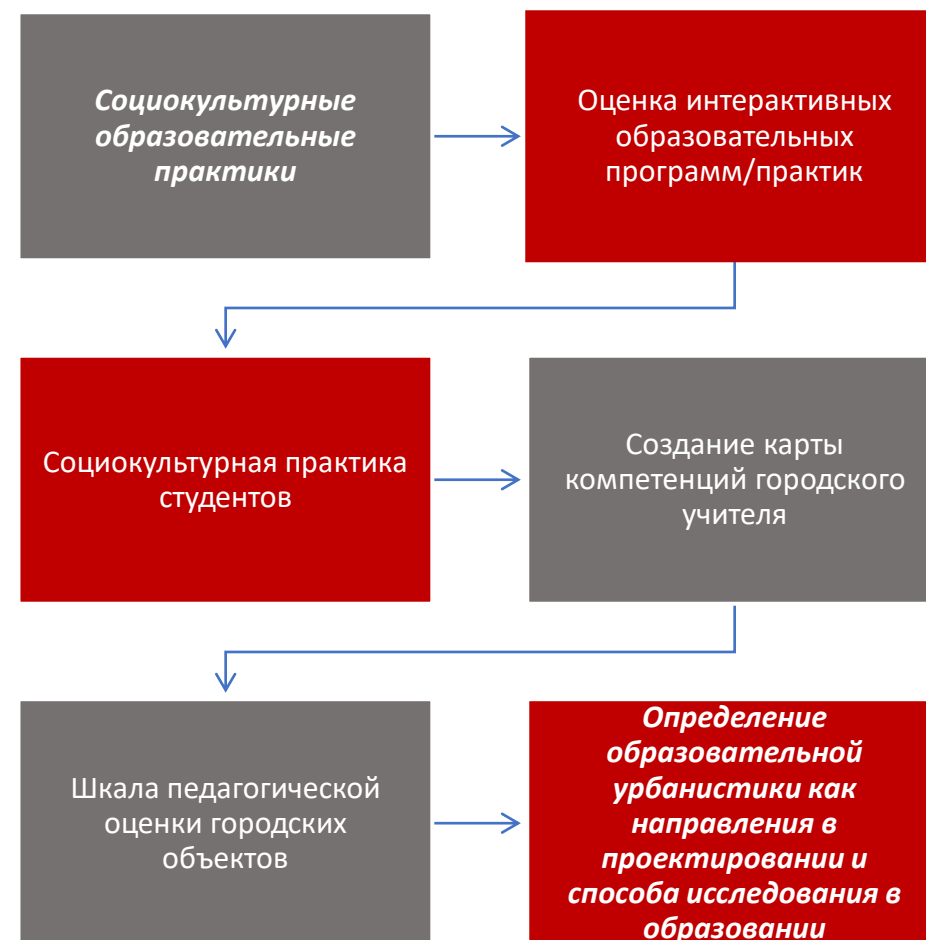 Социокультурные
образовательные
практики
Оценка интерактивных
образовательных
программ/практик
Социокультурная практика
студентов
Создание карты
компетенций городского
учителя
Шкала педагогической
оценки городских
объектов
Определение
образовательной
урбанистики как
направления в
проектировании и
способа исследования в
образовании